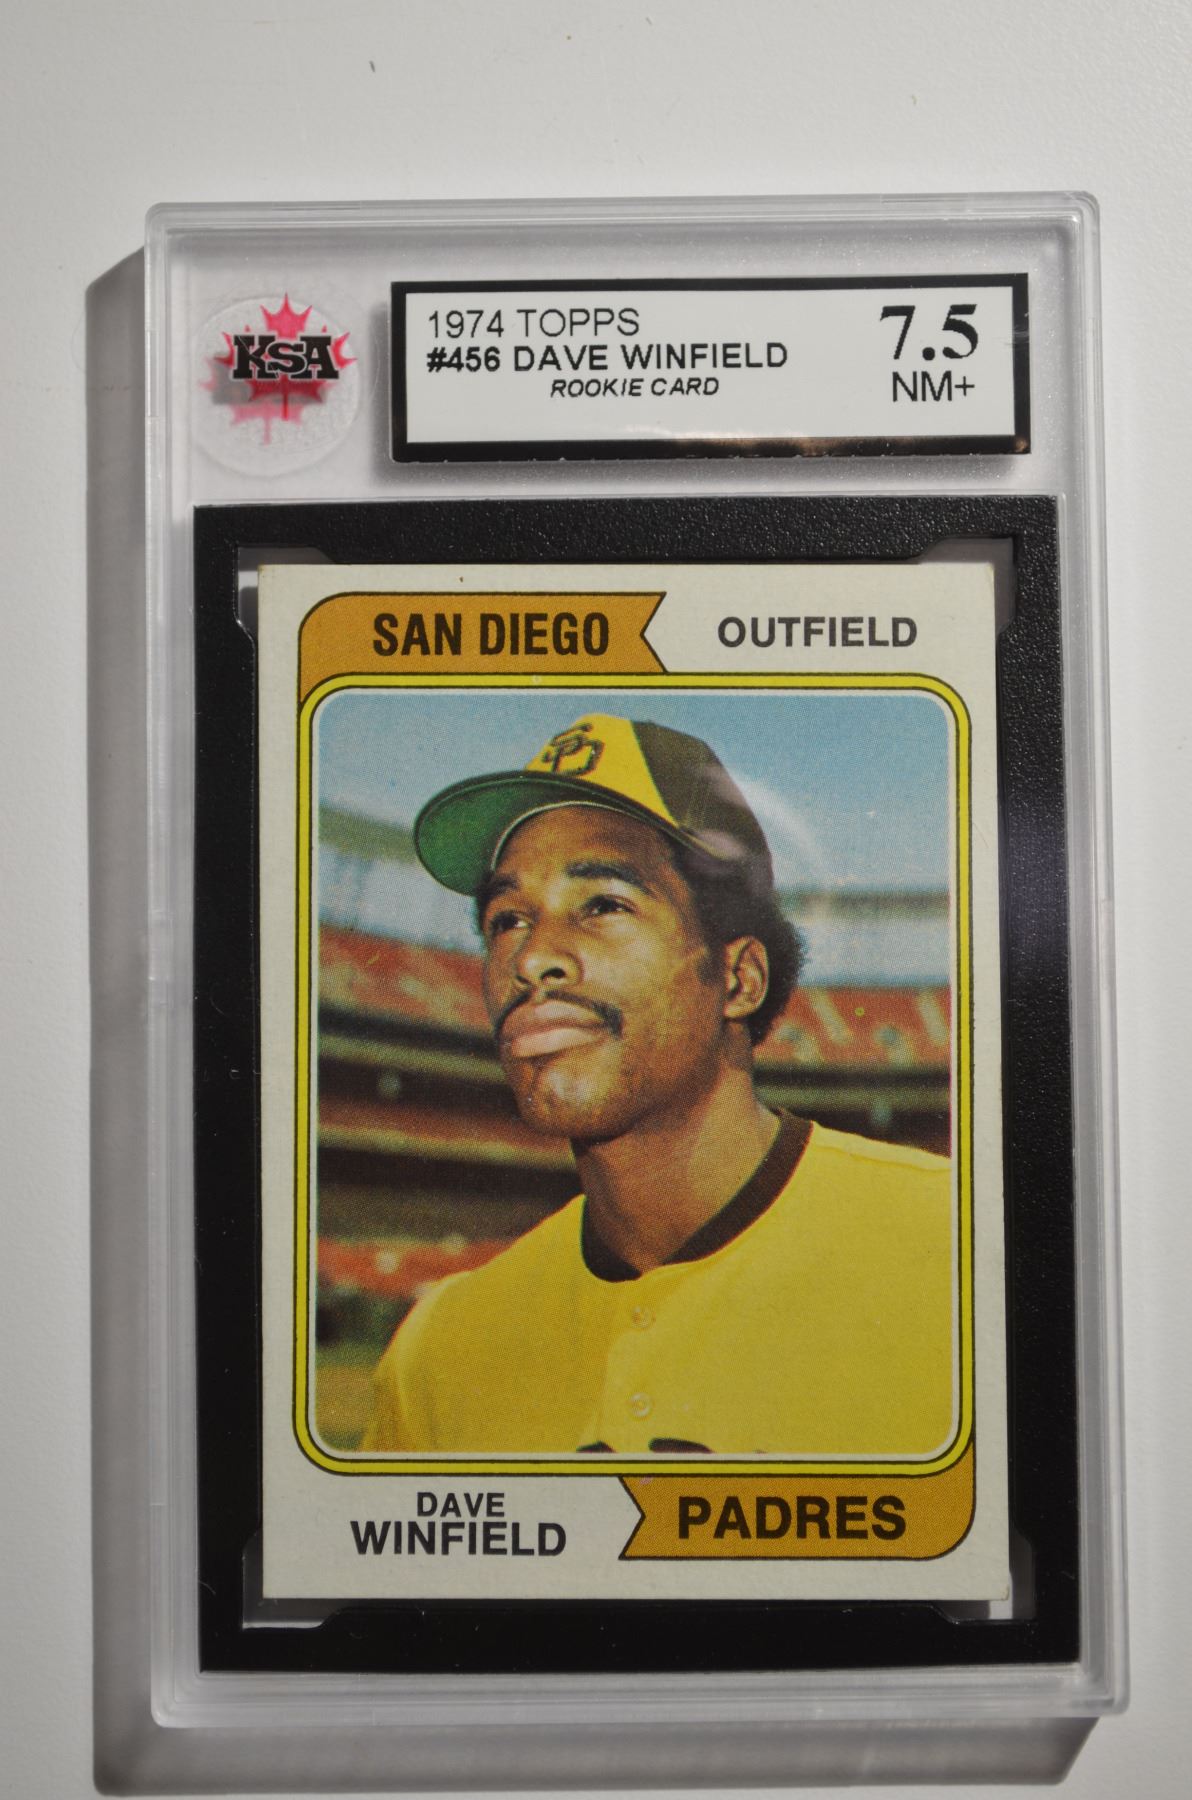 KSA
1974 TOPPS
#456 DAVE WINFIELD
ROOKIE CARD
7.5
NM+
SAN DIEGO
OUTFIELD
SD
DAVE
WINFIELD
PADRES